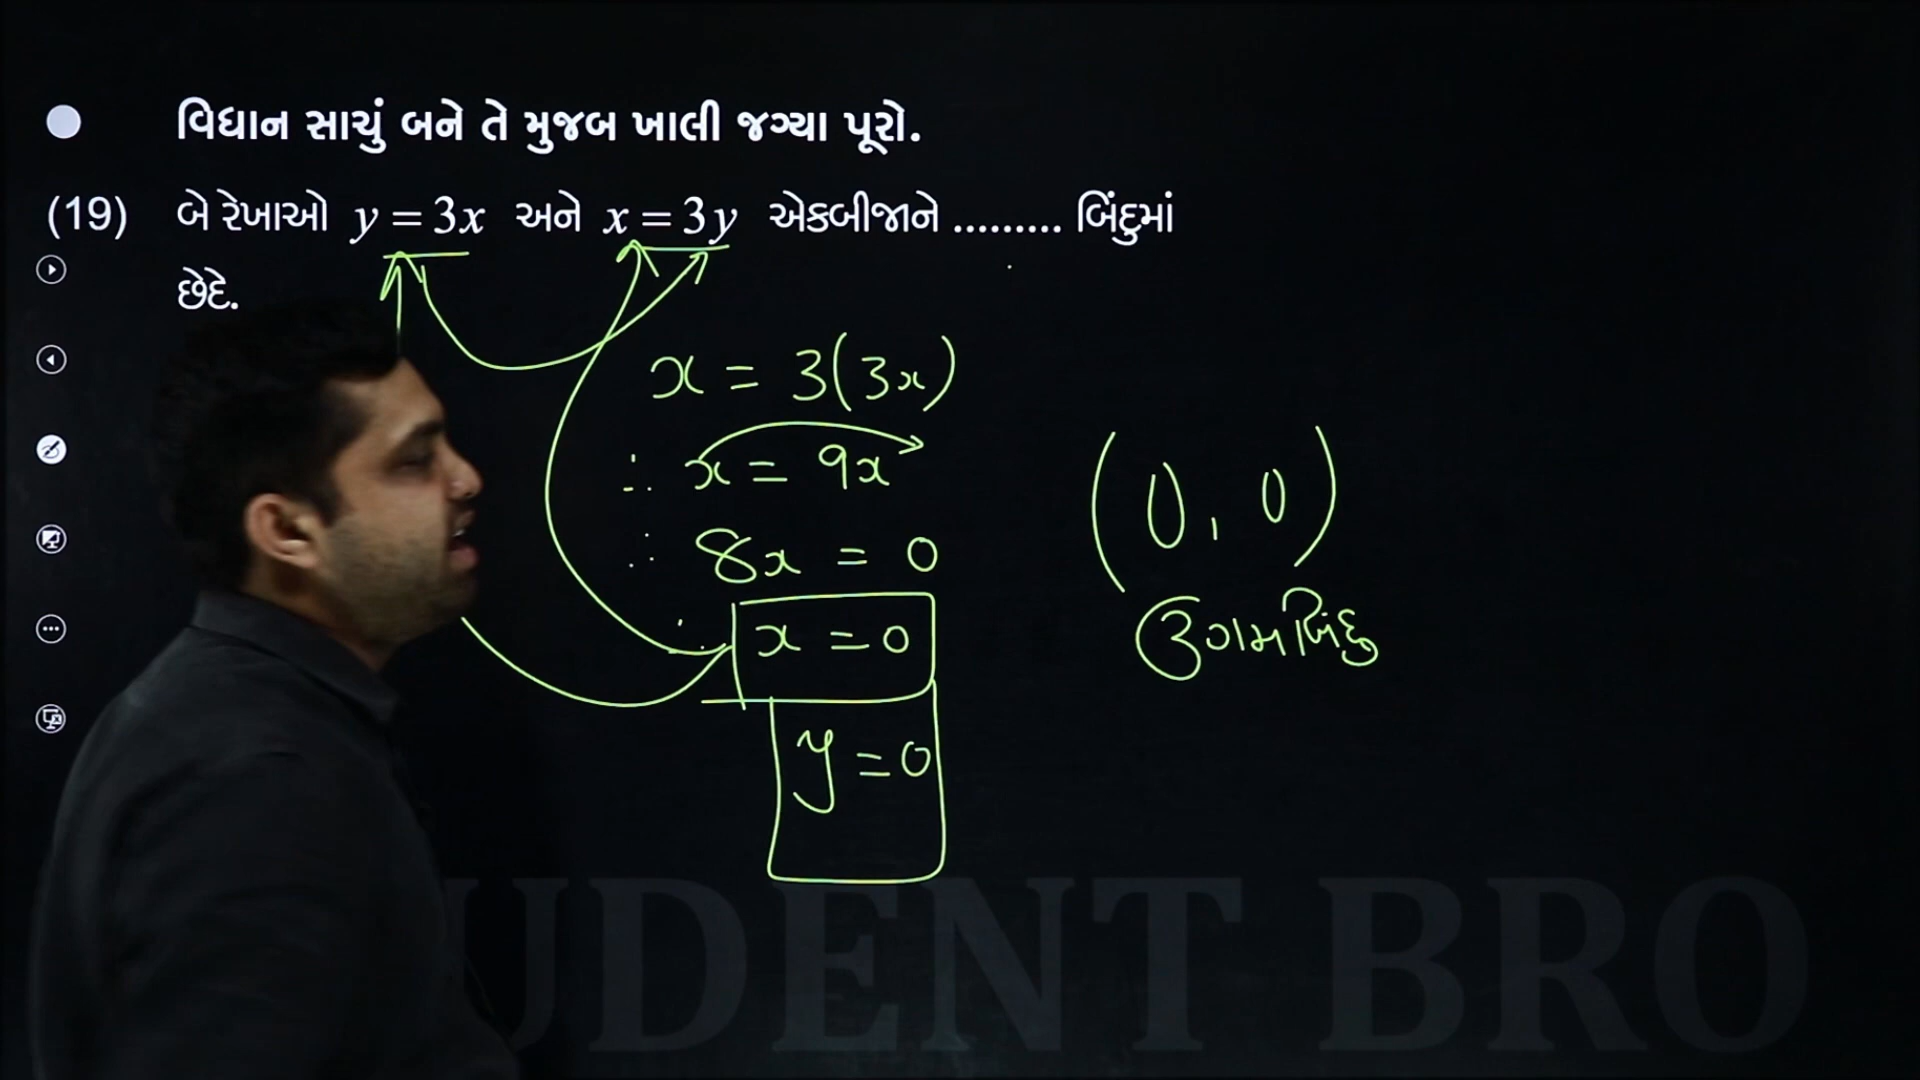 વિધાન સાચું બને તે મુજબ ખાલી જગ્યા પૂરો.
(19) બે રેખાઓ y = 3x અને x = 3y એકબીજાને ......... બિંદુમાં
છેદે.
x = 3(3x)
∴ x = 9x
∴ 8x = 0
∴ x = 0
y = 0
(0, 0)
ઉગમબિંદુ
UDENT BRO